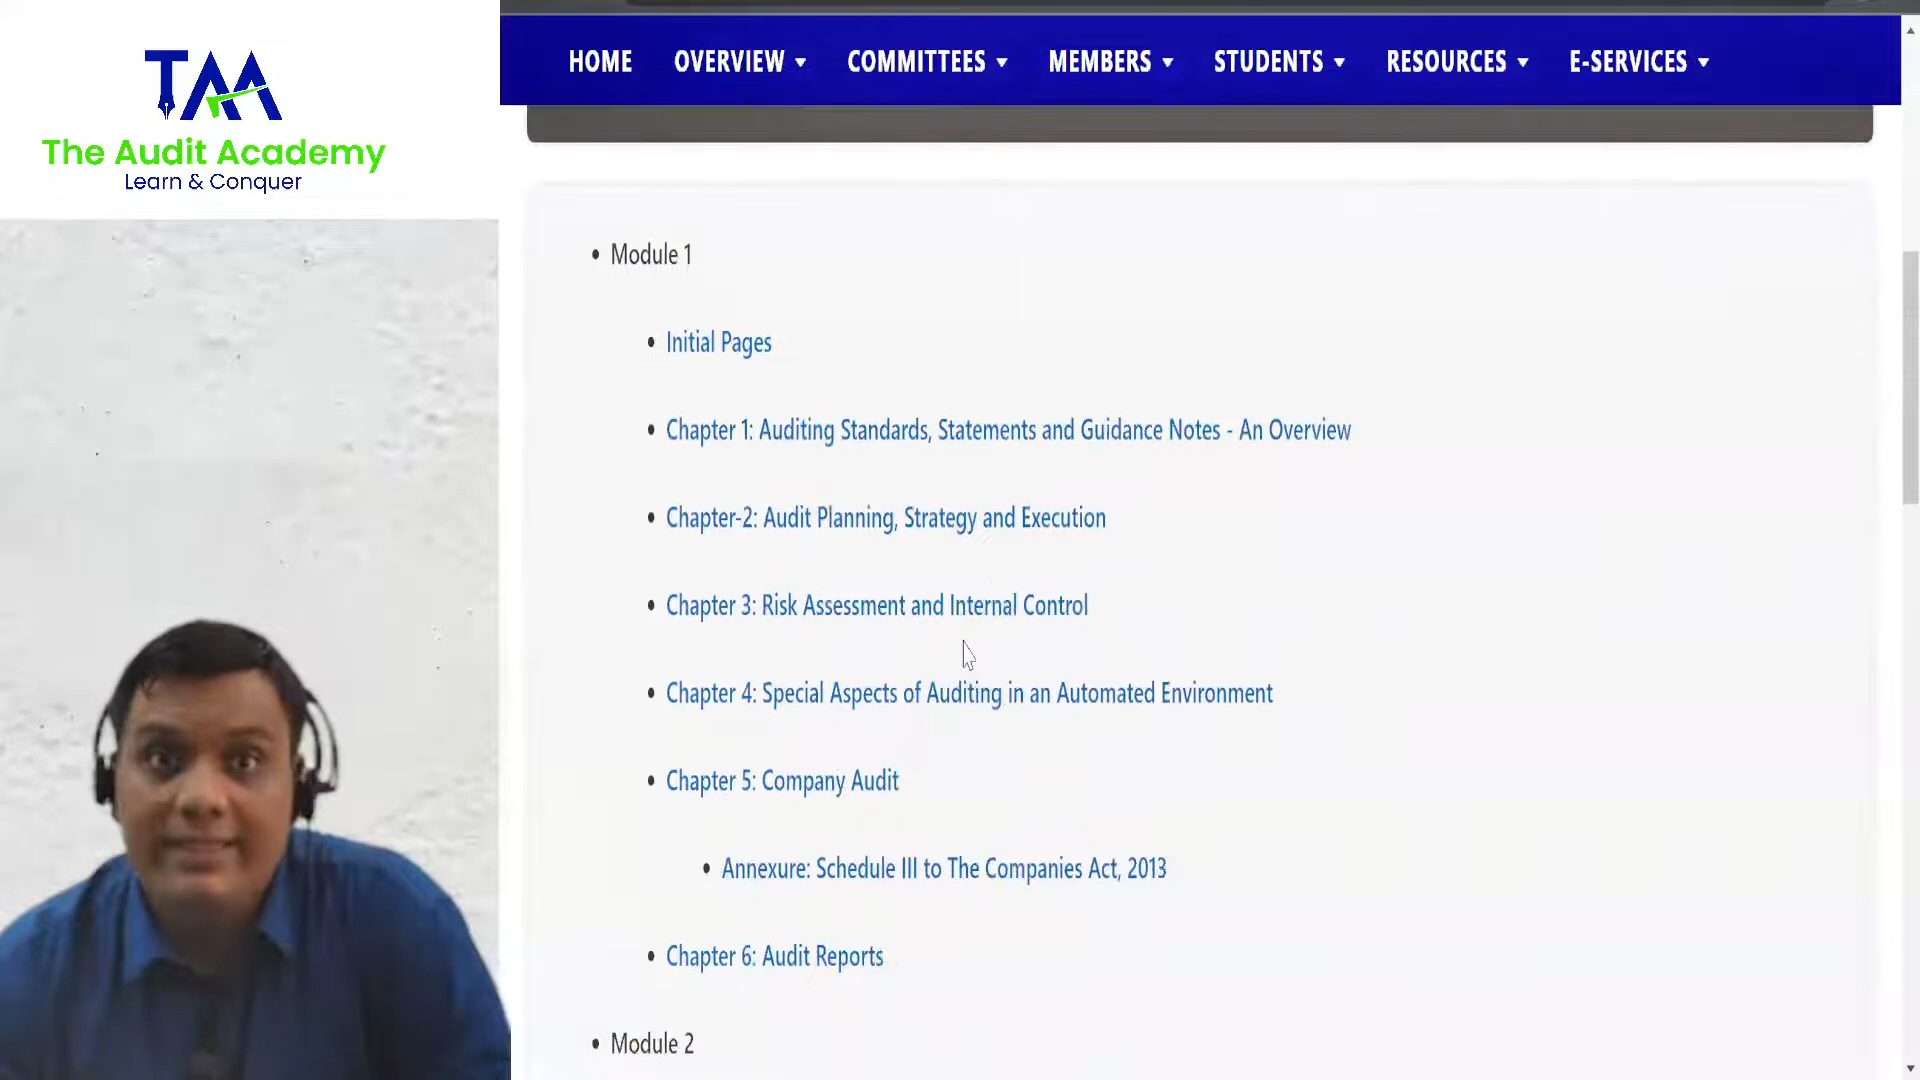 TAA
The Audit Academy
Learn & Conquer
HOME OVERVIEW COMMITTEES MEMBERS STUDENTS RESOURCES E-SERVICES
Module 1
Initial Pages
Chapter 1: Auditing Standards, Statements and Guidance Notes - An Overview
Chapter-2: Audit Planning, Strategy and Execution
Chapter 3: Risk Assessment and Internal Control
Chapter 4: Special Aspects of Auditing in an Automated Environment
Chapter 5: Company Audit
Annexure: Schedule III to The Companies Act, 2013
Chapter 6: Audit Reports
Module 2